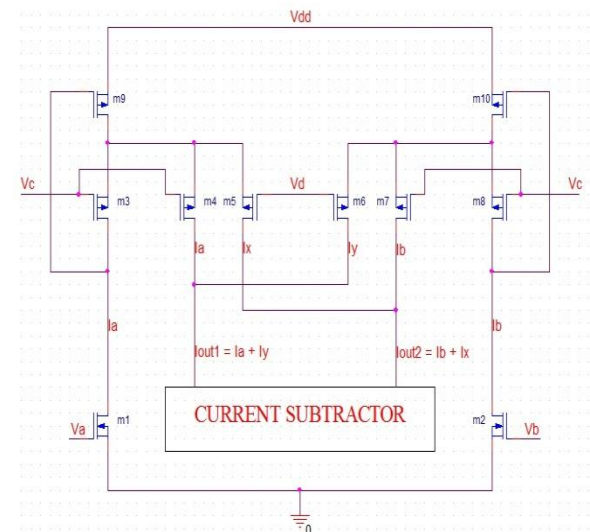 Vdd
m9
m10
Vc
Vd
Vc
m3
m4
m5
m6
m7
m8
Ia
Ix
Iy
Ib
Ia
Ib
Iout1 = Ia + Iy
Iout2 = Ib + Ix
CURRENT SUBTRACTOR
Va
m1
m2
Vb
0